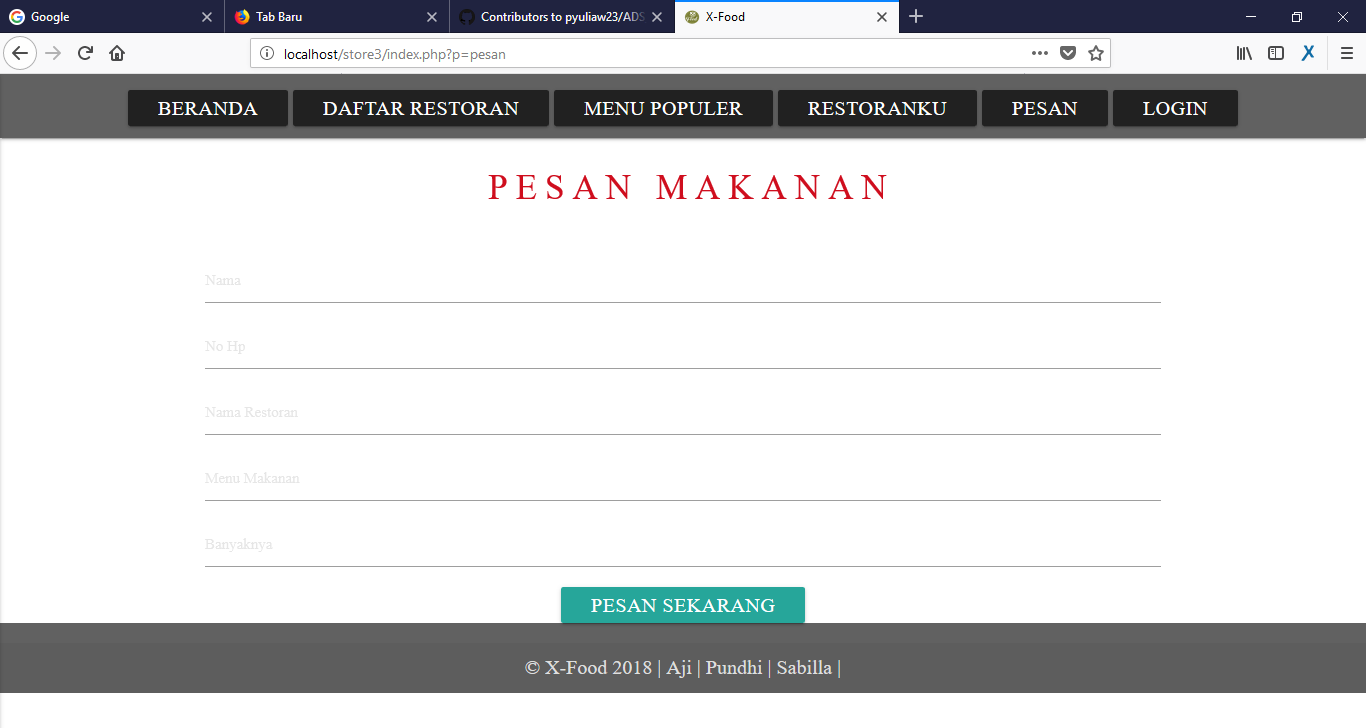 Google
Tab Baru
Contributors to pyuliaw23/ADS
X-Food
localhost/store3/index.php?p=pesan
BERANDA
DAFTAR RESTORAN
MENU POPULER
RESTORANKU
PESAN
LOGIN
PESAN MAKANAN
Nama
No Hp
Nama Restoran
Menu Makanan
Banyaknya
PESAN SEKARANG
© X-Food 2018 | Aji | Pundhi | Sabilla |